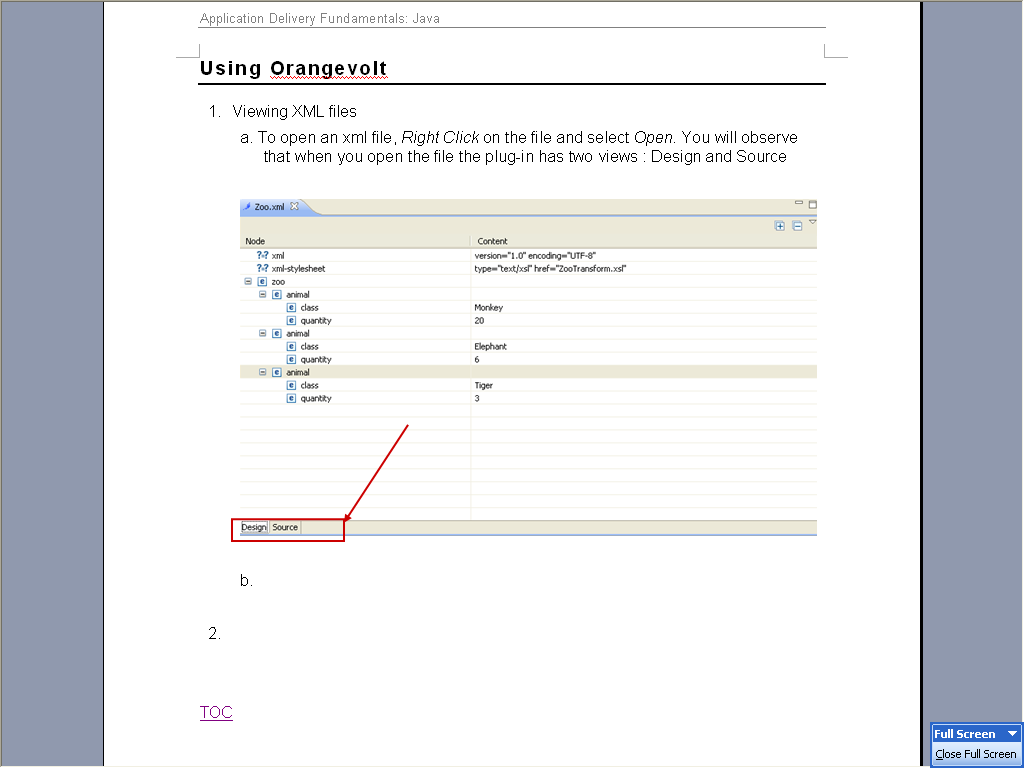 Application Delivery Fundamentals: Java
Using Orangevolt
1. Viewing XML files
a. To open an xml file, Right Click on the file and select Open. You will observe
that when you open the file the plug-in has two views : Design and Source
Zoo.xml
Node Content
?=? xml version="1.0" encoding="UTF-8"
?=? xml-stylesheet type="text/xsl" href="ZooTransform.xsl"
e zoo
e animal
e class Monkey
e quantity 20
e animal
e class Elephant
e quantity 6
e animal
e class Tiger
e quantity 3
Design Source
b.
2.
TOC
Full Screen
Close Full Screen